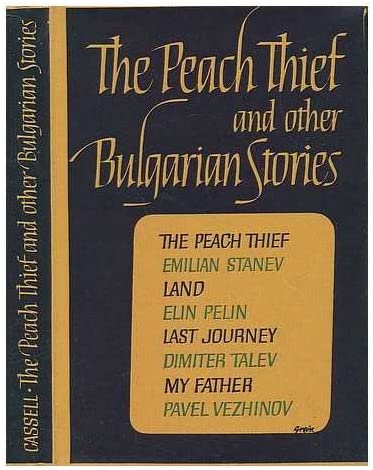 CASSELL · The Peach Thief and other Bulgarian Stories
The Peach Thief
and other
Bulgarian Stories
THE PEACH THIEF
EMILIAN STANEV
LAND
ELIN PELIN
LAST JOURNEY
DIMITER TALEV
MY FATHER
PAVEL VEZHINOV